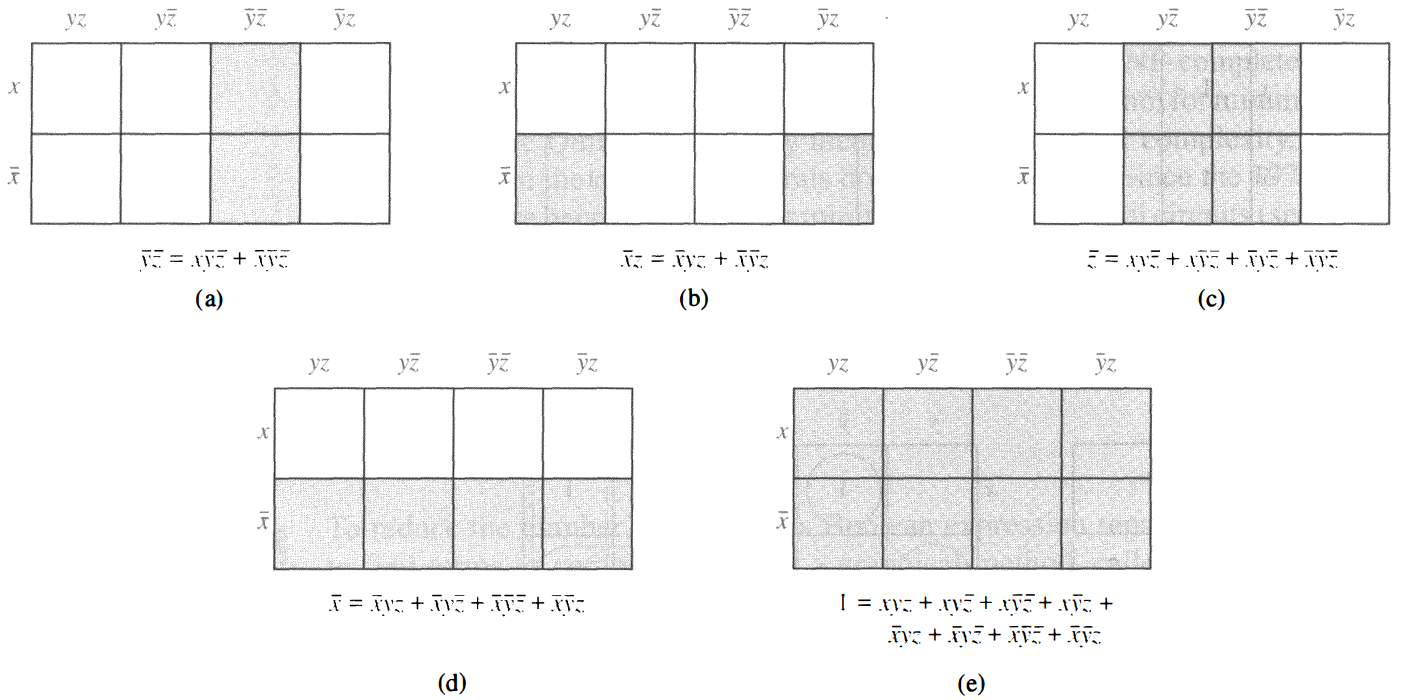 yz yz̄ ȳz̄ ȳz
x
x̄
ȳz̄ = xȳz̄ + x̄ȳz̄
(a)
yz yz̄ ȳz̄ ȳz
x
x̄
x̄z = x̄yz + x̄ȳz
(b)
yz yz̄ ȳz̄ ȳz
x
x̄
z̄ = xyz̄ + xȳz̄ + x̄yz̄ + x̄ȳz̄
(c)
yz yz̄ ȳz̄ ȳz
x
x̄
x̄ = x̄yz + x̄yz̄ + x̄ȳz̄ + x̄ȳz
(d)
yz yz̄ ȳz̄ ȳz
x
x̄
1 = xyz + xyz̄ + xȳz̄ + xȳz +
x̄yz + x̄yz̄ + x̄ȳz̄ + x̄ȳz
(e)